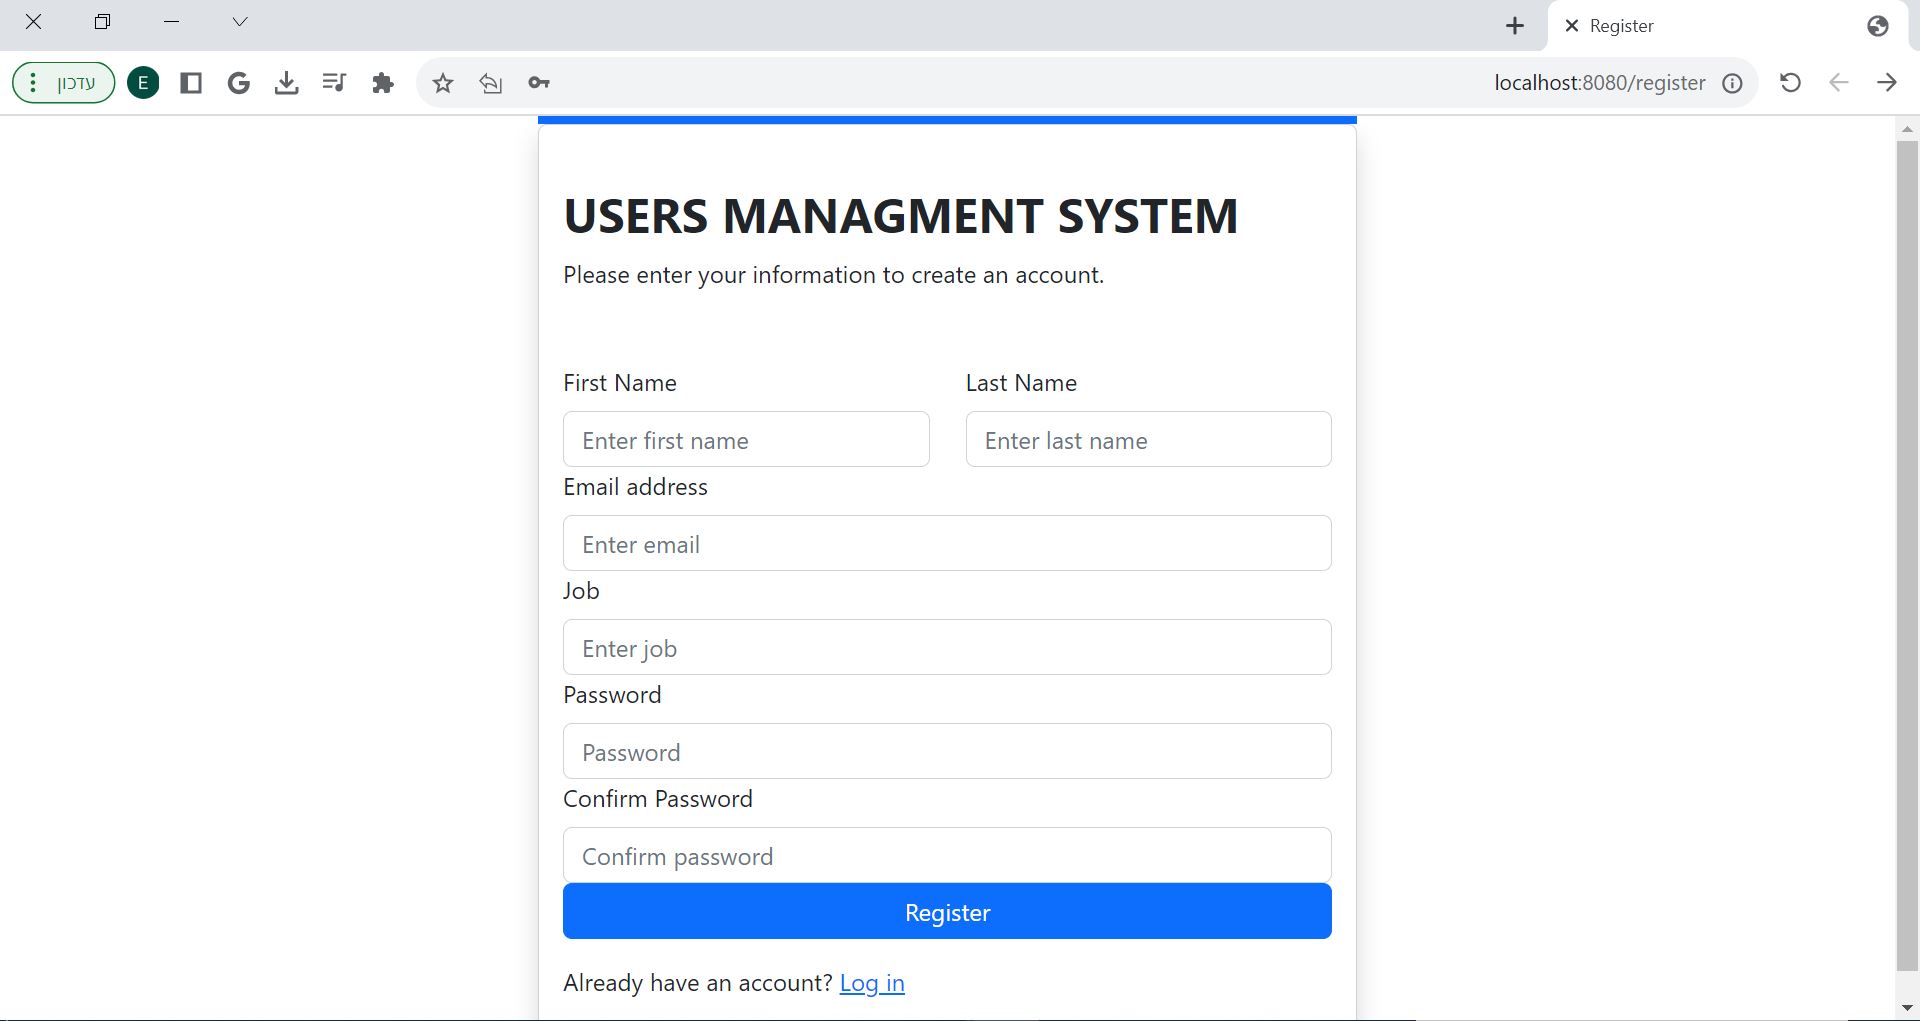 Register
עדכון
E
localhost:8080/register
USERS MANAGMENT SYSTEM
Please enter your information to create an account.
First Name
Last Name
Enter first name
Enter last name
Email address
Enter email
Job
Enter job
Password
Password
Confirm Password
Confirm password
Register
Already have an account? Log in